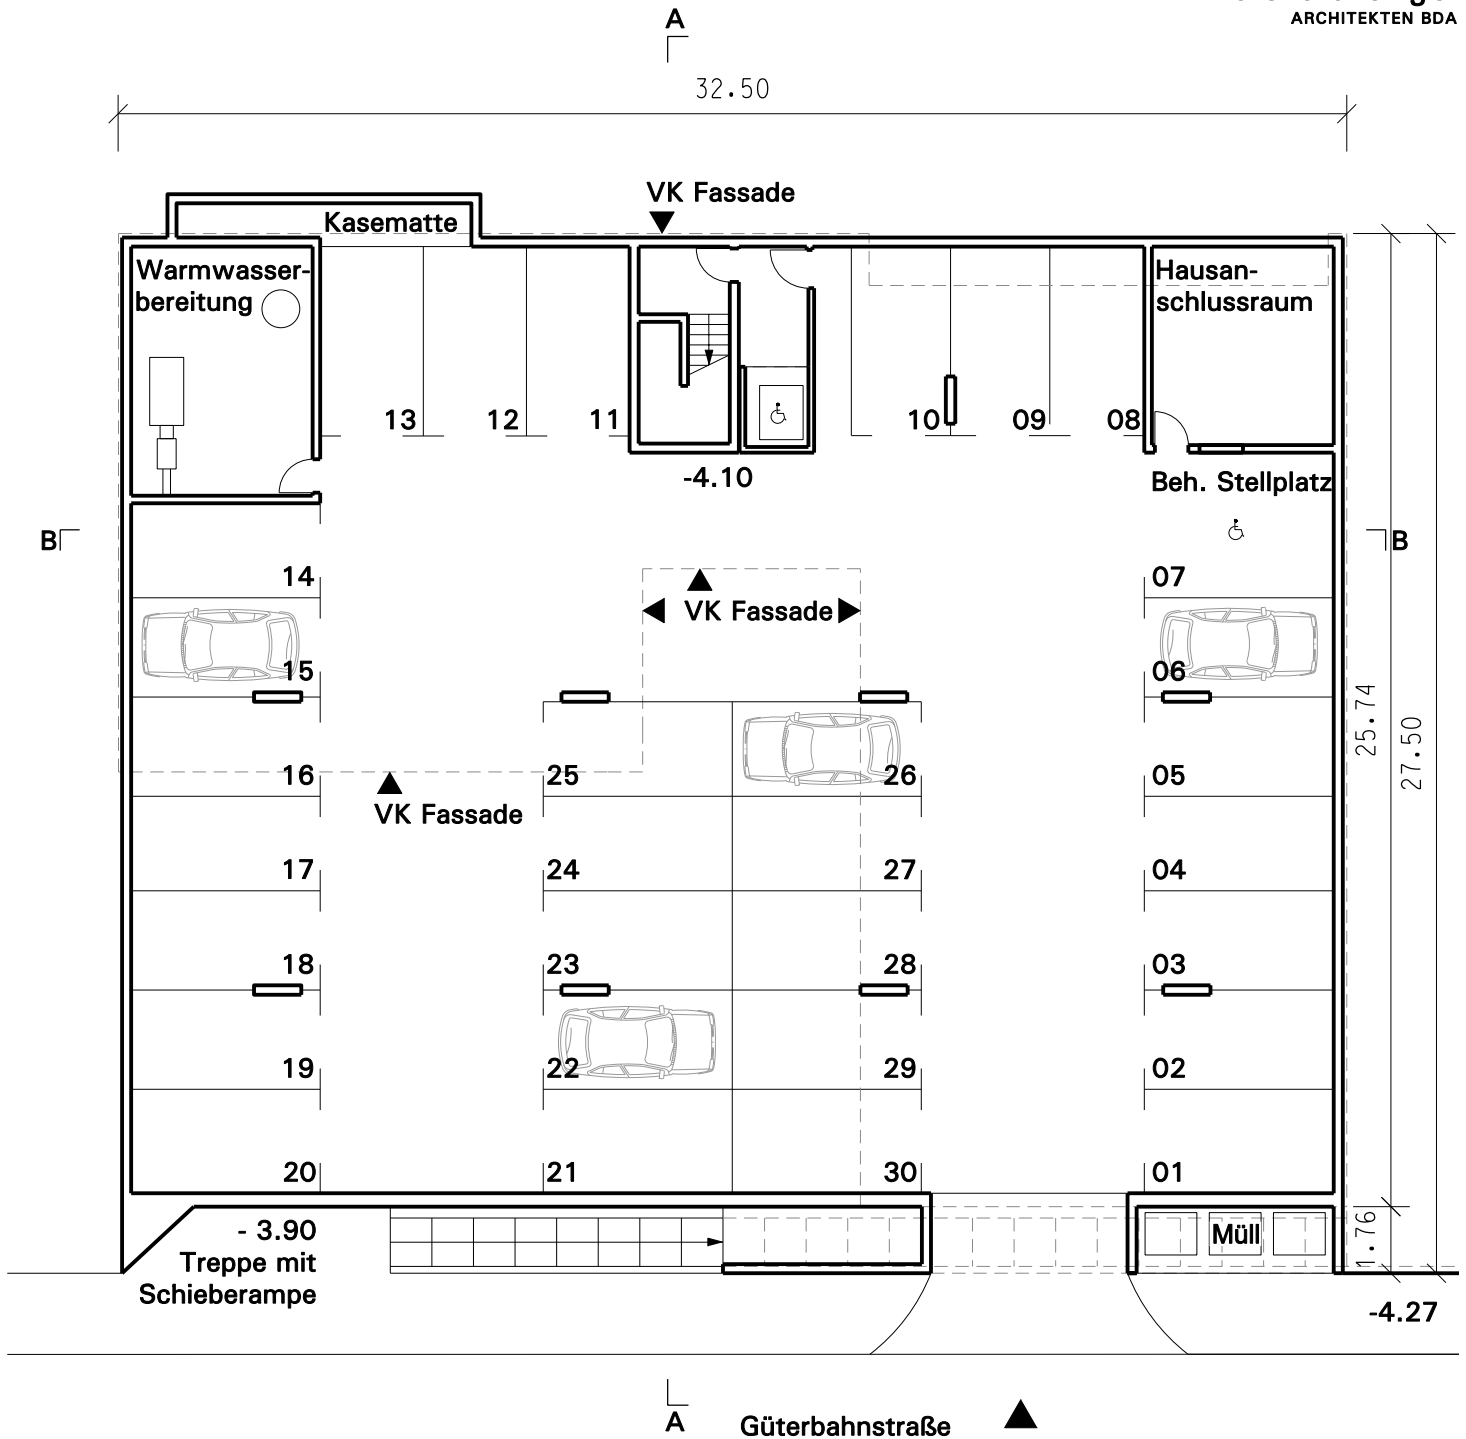 ARCHITEKTEN BDA
A
32.50
VK Fassade
Kasematte
Warmwasser-
bereitung
Hausan-
schlussraum
13 12 11 10 09 08
-4.10
Beh. Stellplatz
B B
14 07
VK Fassade
15 06
25.74
27.50
16 25 26 05
VK Fassade
17 24 27 04
18 23 28 03
19 22 29 02
20 21 30 01
- 3.90
Treppe mit
Schieberampe
Müll
1.76
-4.27
A
Güterbahnstraße